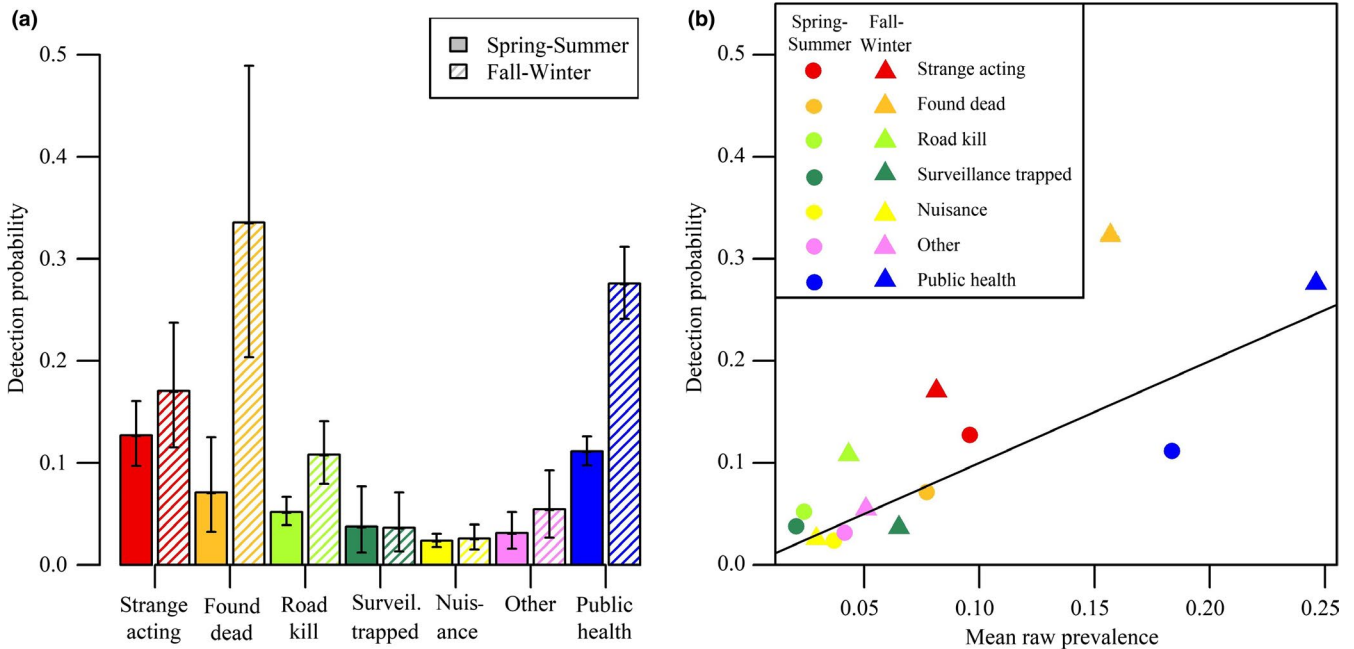 (a)
Detection probability
0.5
0.4
0.3
0.2
0.1
0.0
Spring-Summer
Fall-Winter
Strange
acting
Found
dead
Road
kill
Surveil.
trapped
Nuis-
ance
Other
Public
health
(b)
Detection probability
0.5
0.4
0.3
0.2
0.1
0.0
Spring-
Summer
Fall-
Winter
Strange acting
Found dead
Road kill
Surveillance trapped
Nuisance
Other
Public health
0.05
0.10
0.15
0.20
0.25
Mean raw prevalence